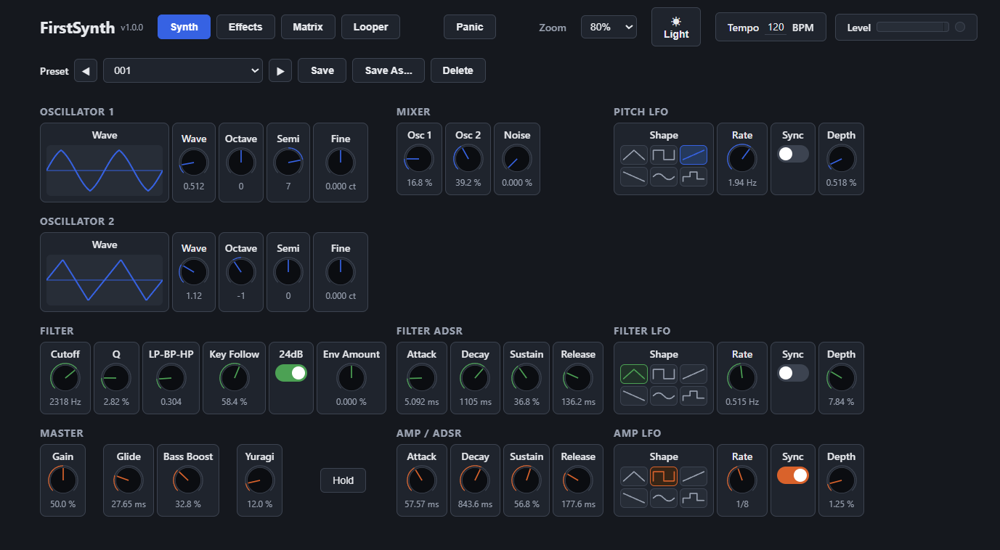 FirstSynth v1.0.0 Synth Effects Matrix Looper Panic Zoom 80% Light Tempo 120 BPM Level
Preset 001 Save Save As... Delete
OSCILLATOR 1
Wave Wave Octave Semi Fine
0.512 0 7 0.000 ct
MIXER
Osc 1 Osc 2 Noise
16.8 % 39.2 % 0.000 %
PITCH LFO
Shape Rate Sync Depth
1.94 Hz 0.518 %
OSCILLATOR 2
Wave Wave Octave Semi Fine
1.12 -1 0 0.000 ct
FILTER
Cutoff Q LP-BP-HP Key Follow 24dB Env Amount
2318 Hz 2.82 % 0.304 58.4 % 0.000 %
FILTER ADSR
Attack Decay Sustain Release
5.092 ms 1105 ms 36.8 % 136.2 ms
FILTER LFO
Shape Rate Sync Depth
0.515 Hz 7.84 %
MASTER
Gain Glide Bass Boost Yuragi
50.0 % 27.65 ms 32.8 % 12.0 %
Hold
AMP / ADSR
Attack Decay Sustain Release
57.57 ms 843.6 ms 56.8 % 177.6 ms
AMP LFO
Shape Rate Sync Depth
1/8 1.25 %